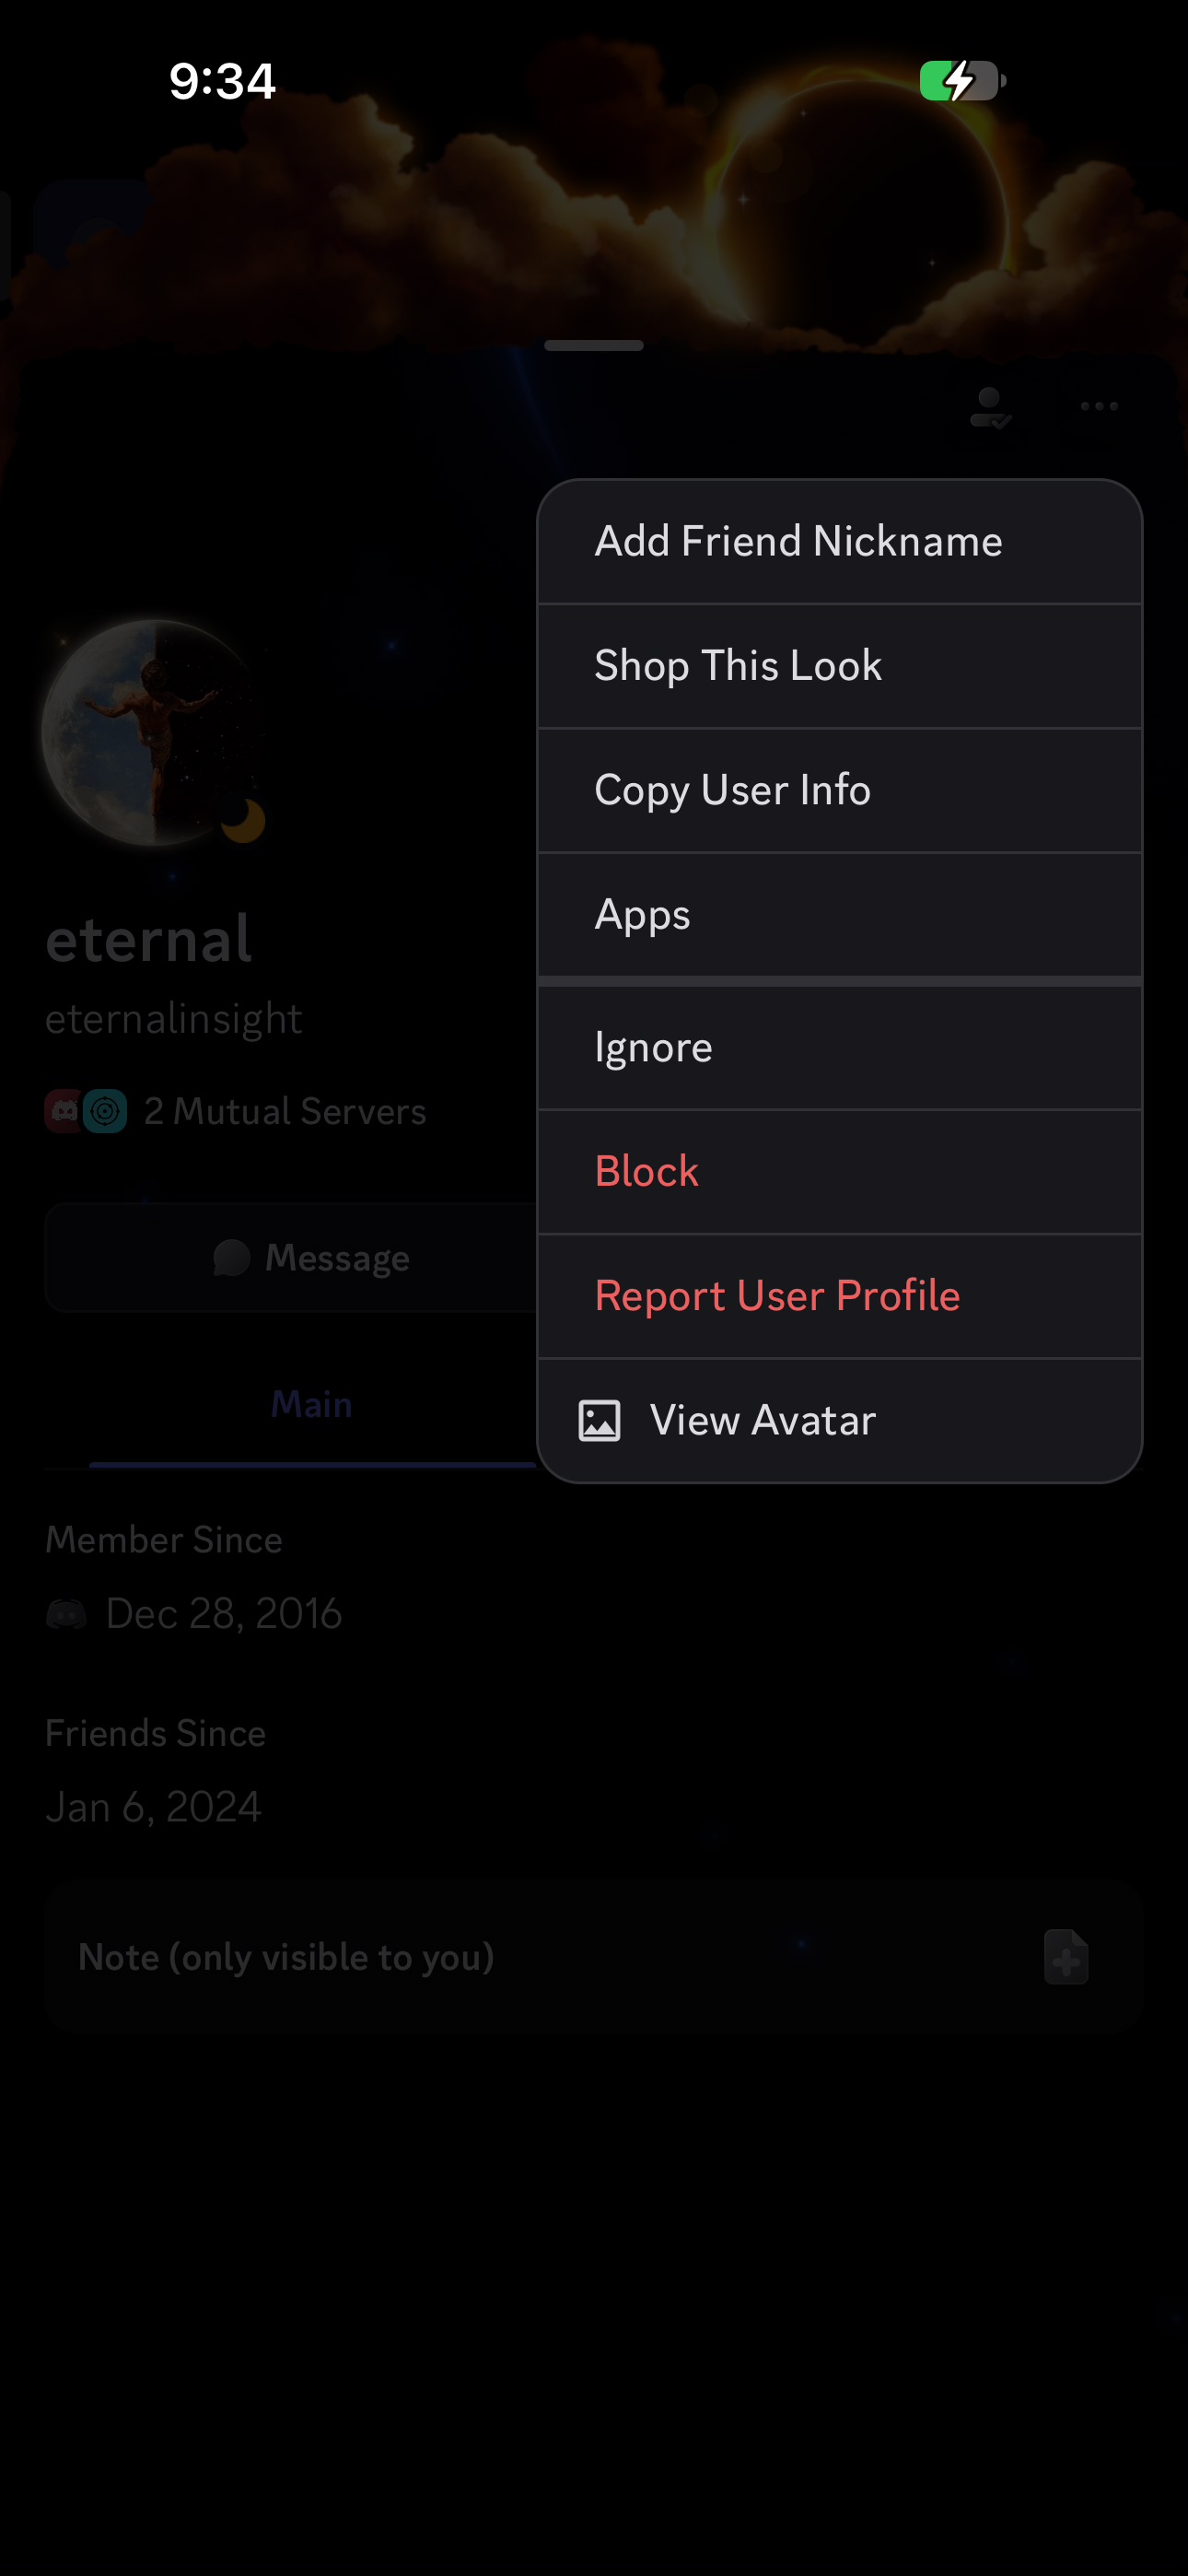 9:34
Add Friend Nickname
Shop This Look
Copy User Info
Apps
Ignore
Block
Report User Profile
View Avatar
eternal
eternalinsight
2 Mutual Servers
Message
Main
Member Since
Dec 28, 2016
Friends Since
Jan 6, 2024
Note (only visible to you)